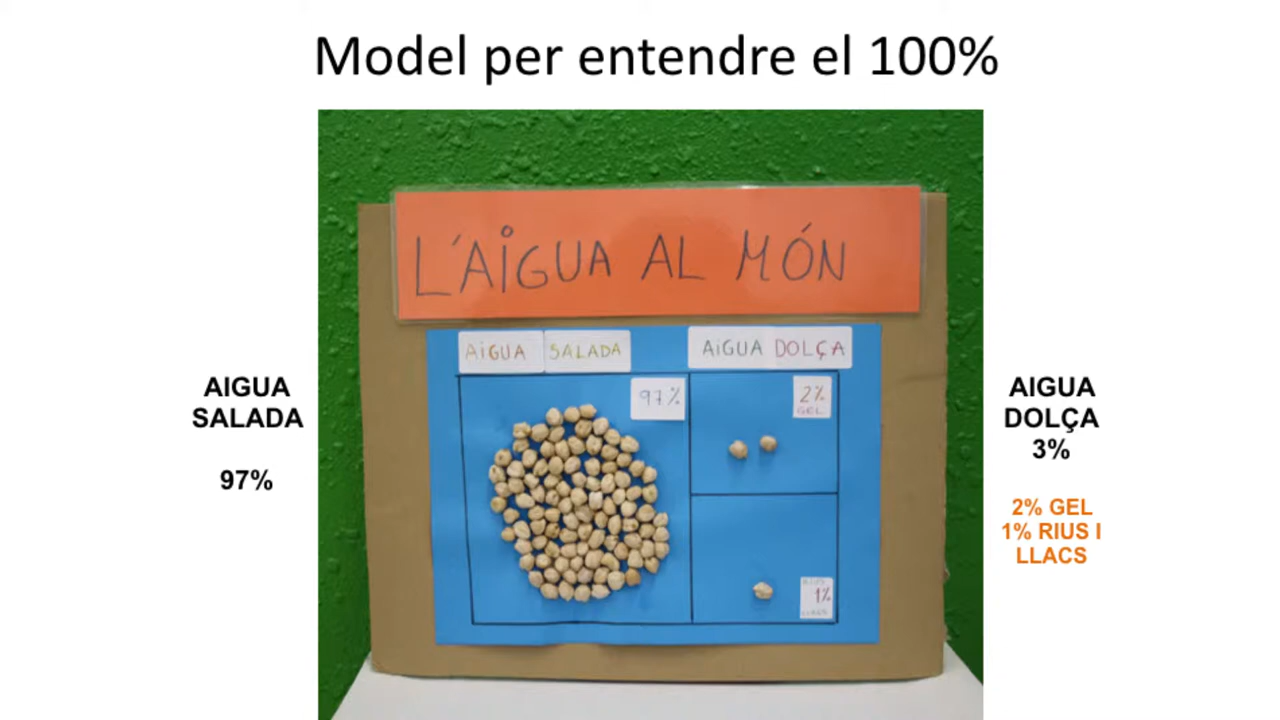 Model per entendre el 100%
L'AiGUA AL MÓN
AiGUA SALADA
AiGUA DOLÇA
97%
2%
GEL
RIUS
1%
AIGUA
SALADA
97%
AIGUA
DOLÇA
3%
2% GEL
1% RIUS I
LLACS